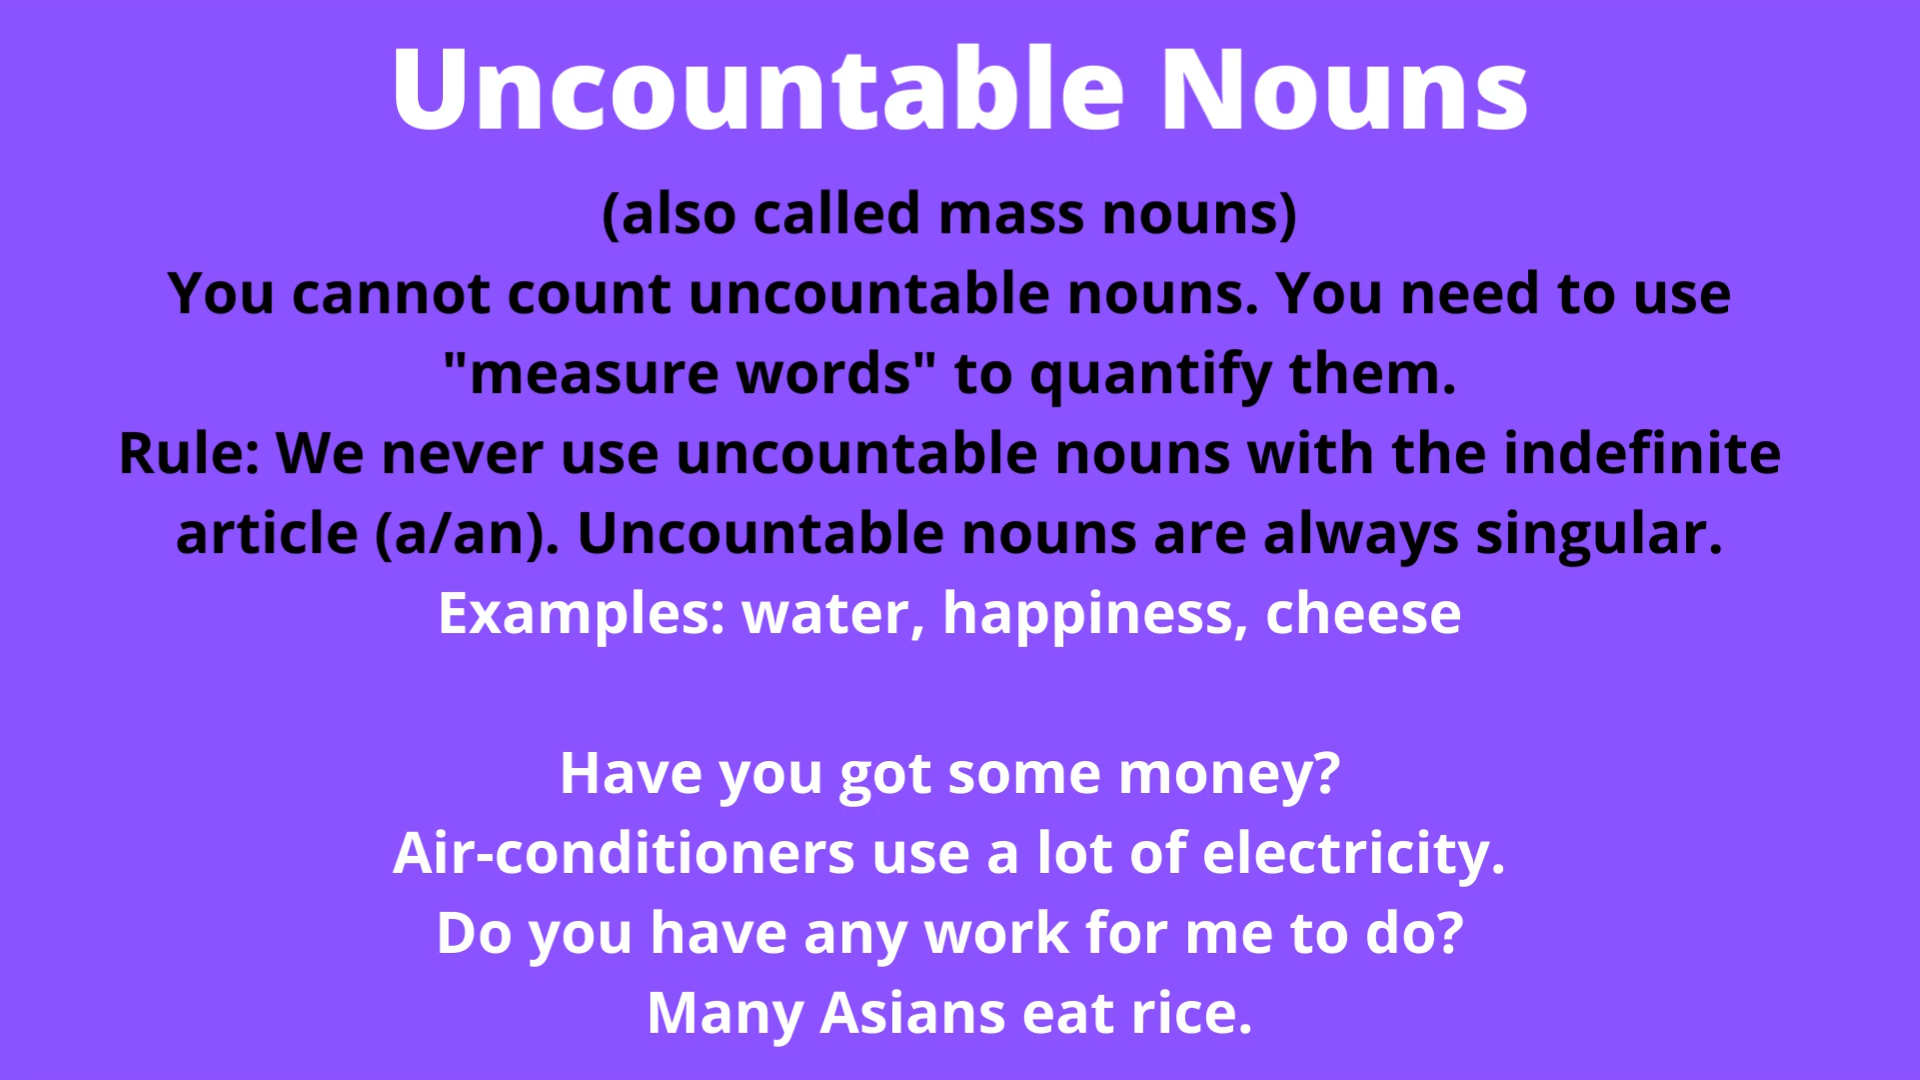 Uncountable Nouns
(also called mass nouns)
You cannot count uncountable nouns. You need to use
"measure words" to quantify them.
Rule: We never use uncountable nouns with the indefinite
article (a/an). Uncountable nouns are always singular.
Examples: water, happiness, cheese
Have you got some money?
Air-conditioners use a lot of electricity.
Do you have any work for me to do?
Many Asians eat rice.